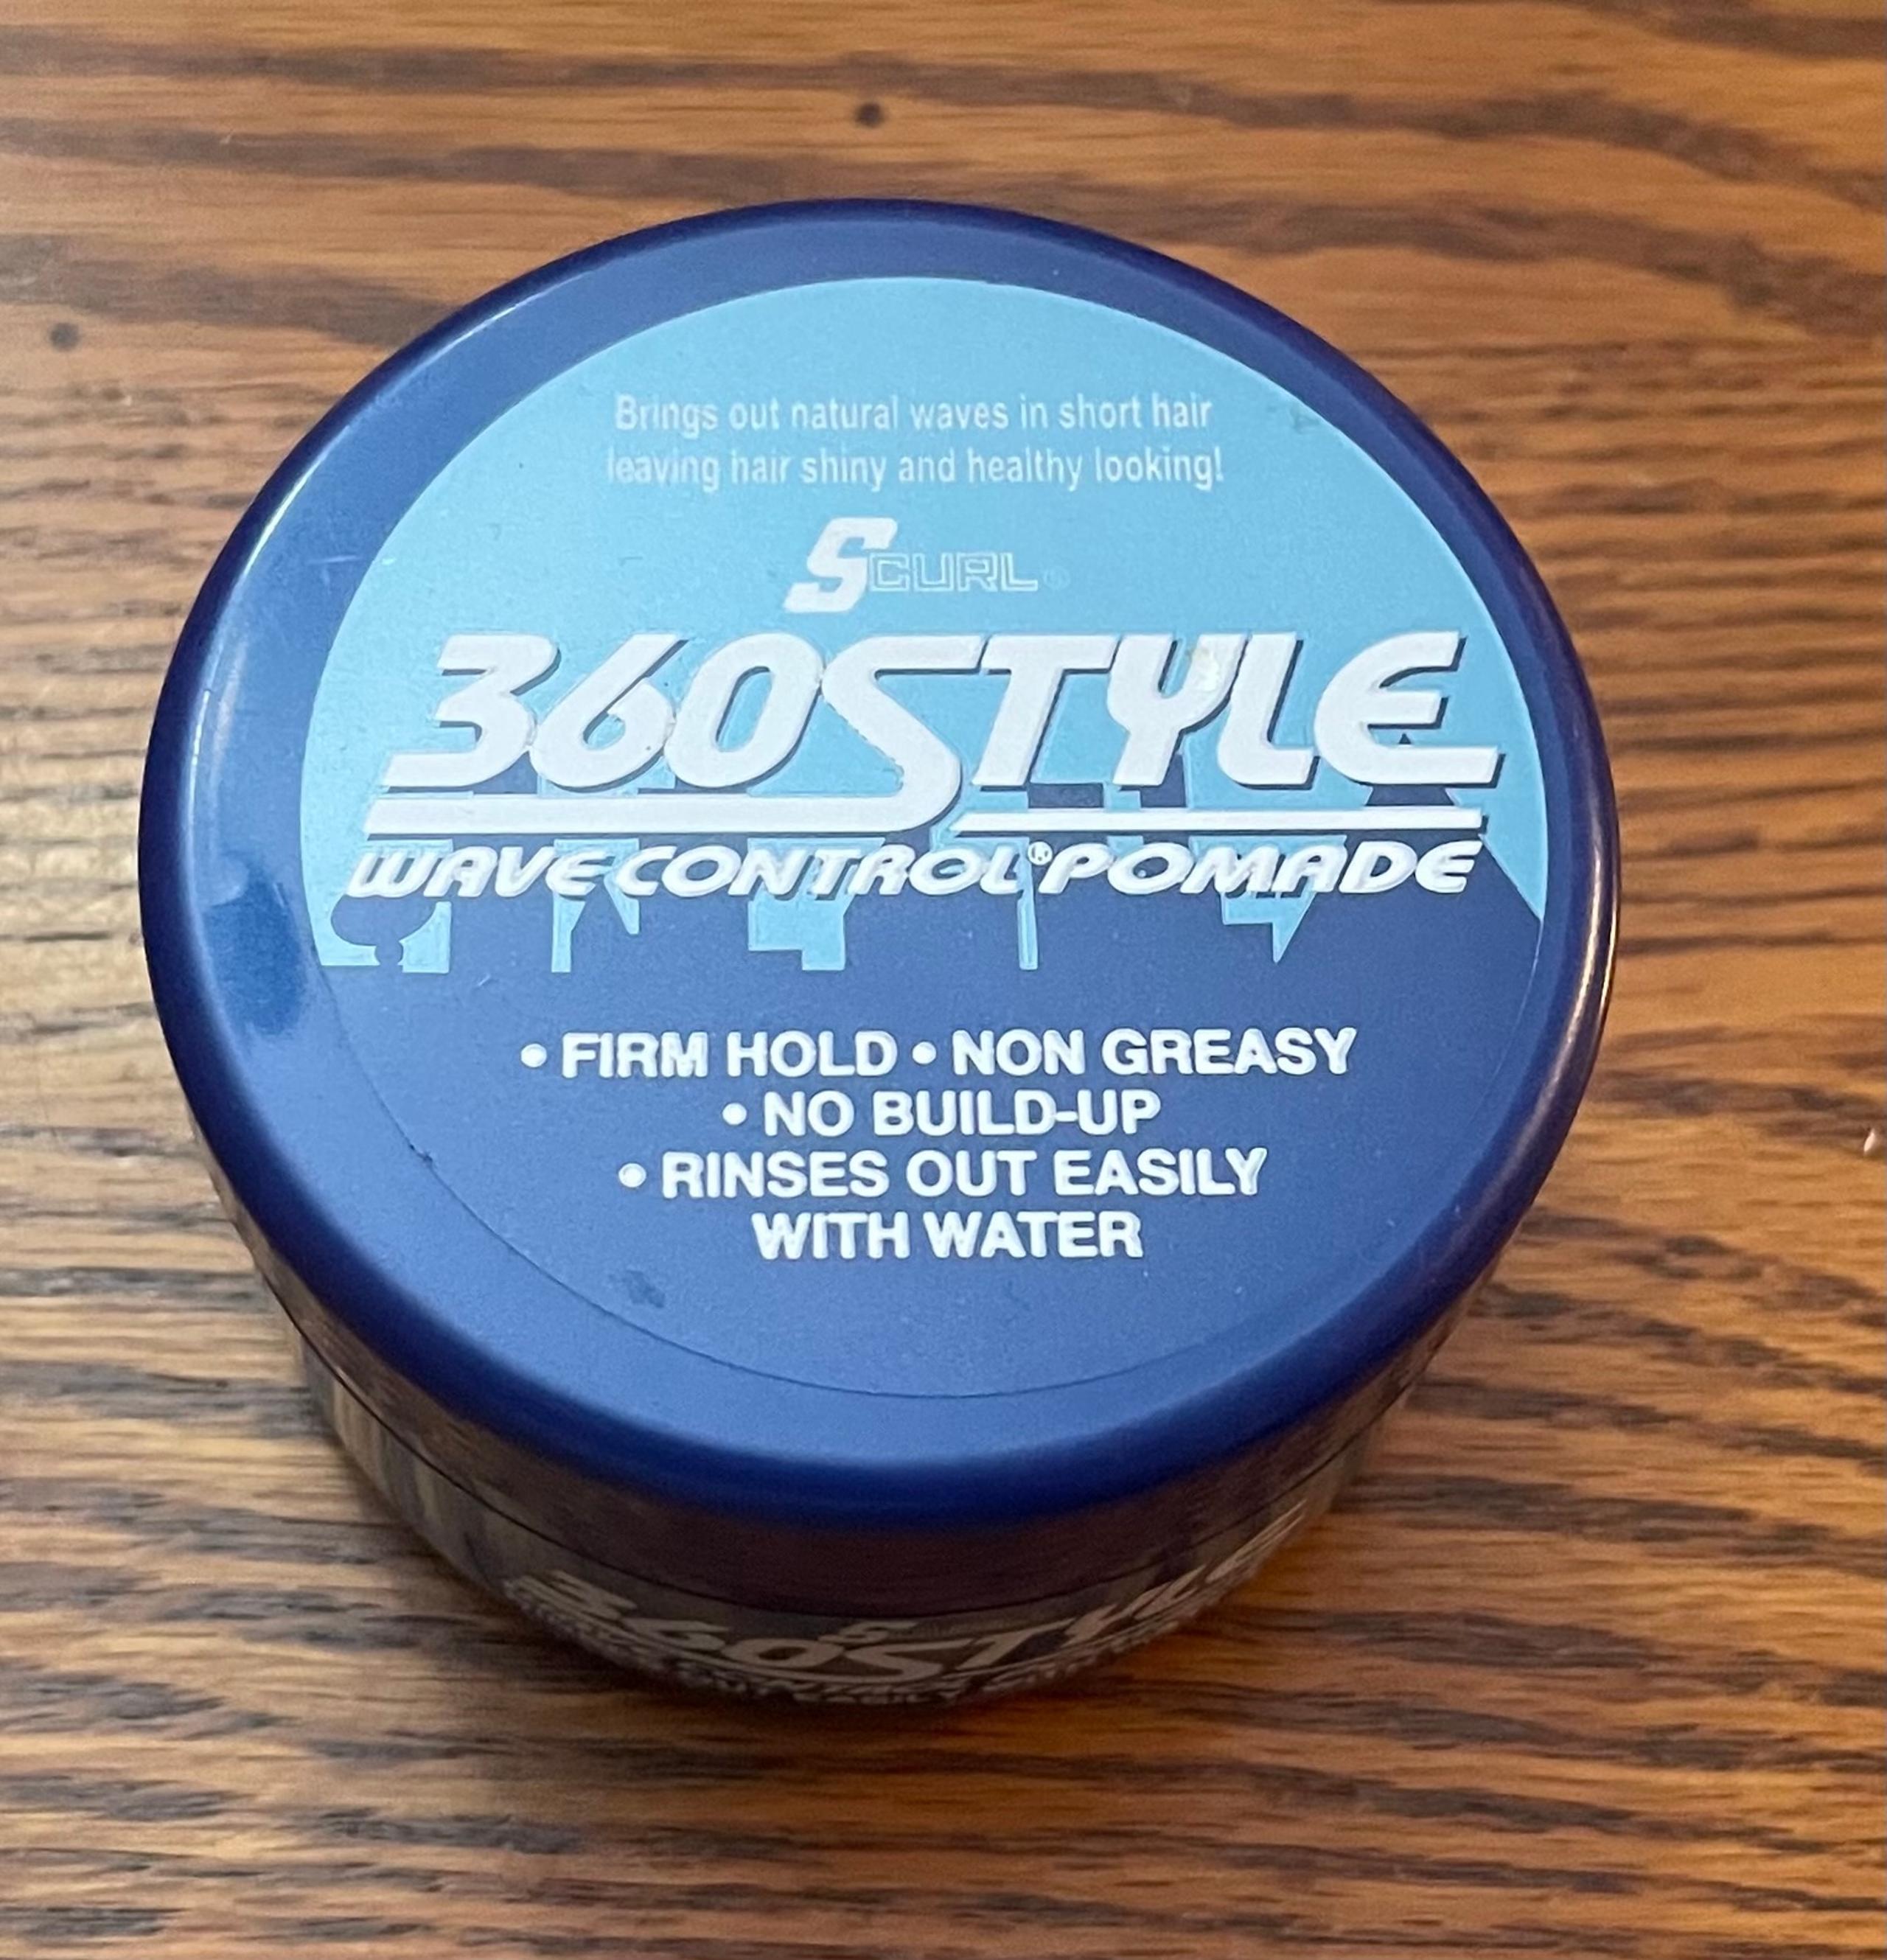 Brings out natural waves in short hair
leaving hair shiny and healthy looking!
SCURL®
360STYLE
WAVE CONTROL® POMADE
• FIRM HOLD • NON GREASY
• NO BUILD-UP
• RINSES OUT EASILY
WITH WATER
S
360STYLE